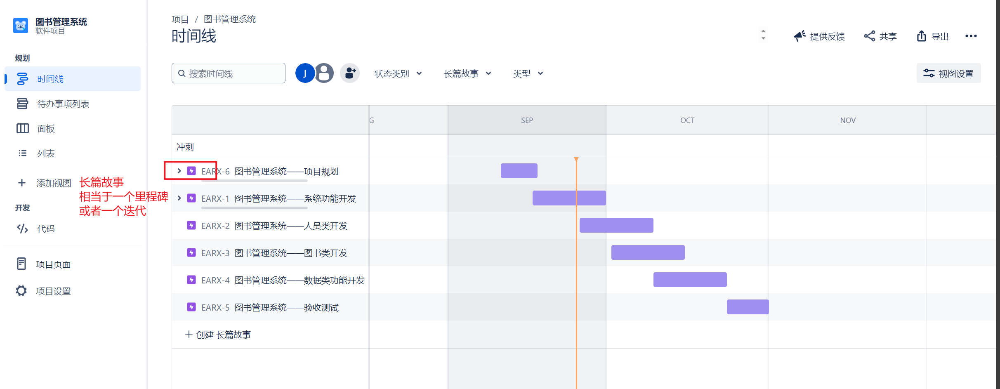 图书管理系统
软件项目
规划
时间线
待办事项列表
面板
列表
添加视图
长篇故事
相当于一个里程碑
或者一个迭代
开发
代码
项目页面
项目设置
项目 / 图书管理系统
时间线
提供反馈
共享
导出
搜索时间线
J
状态类别
长篇故事
类型
视图设置
G
SEP
OCT
NOV
冲刺
EARX-6 图书管理系统——项目规划
EARX-1 图书管理系统——系统功能开发
EARX-2 图书管理系统——人员类开发
EARX-3 图书管理系统——图书类开发
EARX-4 图书管理系统——数据类功能开发
EARX-5 图书管理系统——验收测试
创建 长篇故事